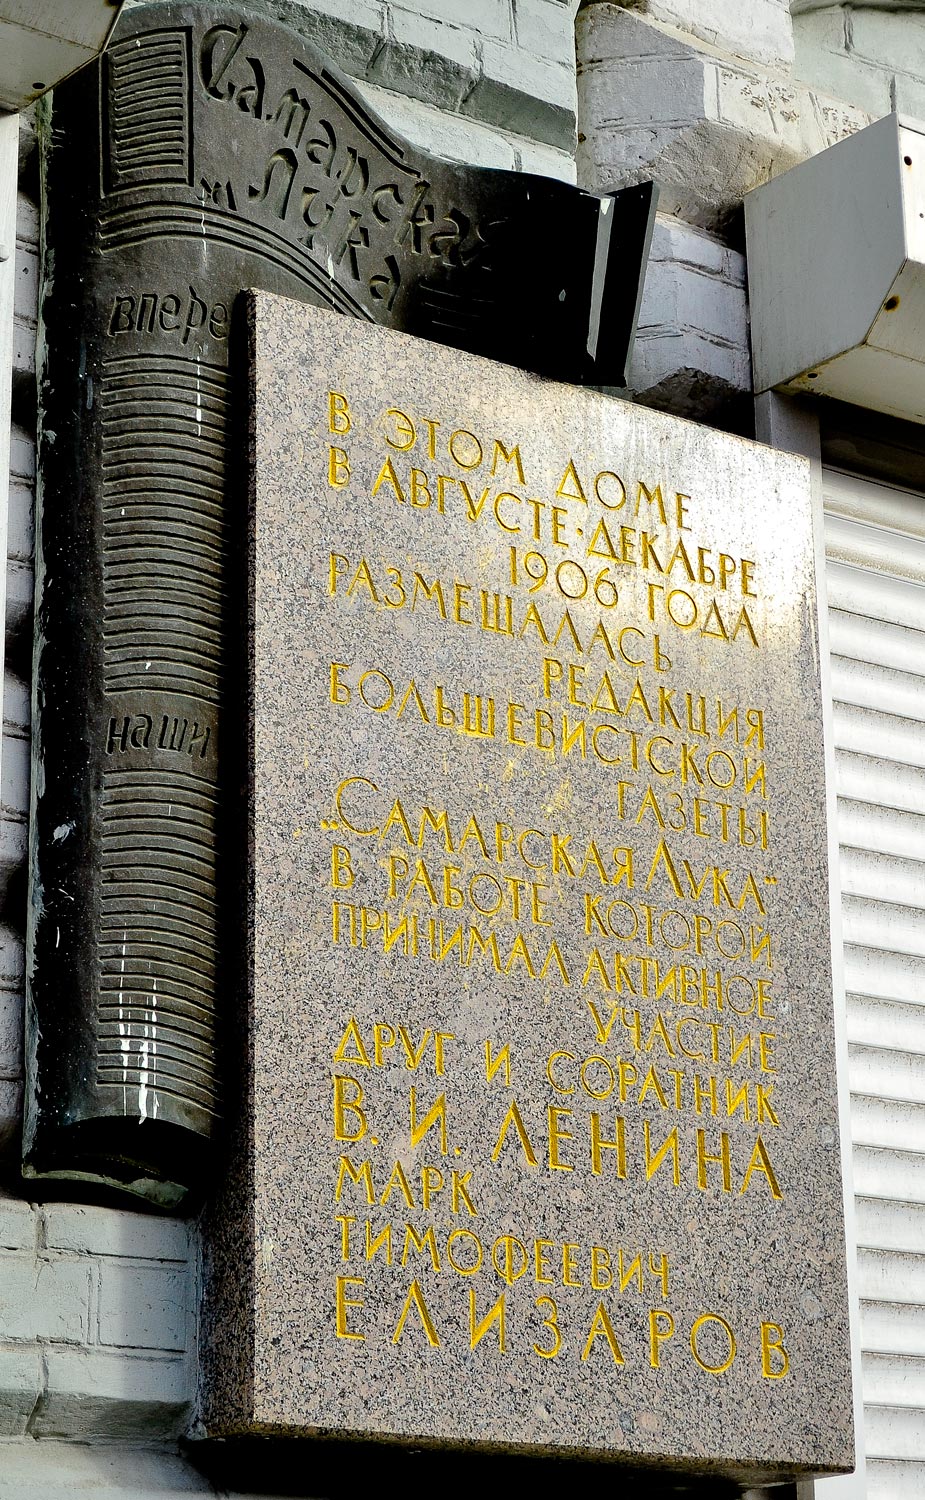 Самарская
Лука
впере
наши
В ЭТОМ ДОМЕ
В АВГУСТЕ·ДЕКАБРЕ
1906 ГОДА
РАЗМЕЩАЛАСЬ
РЕДАКЦИЯ
БОЛЬШЕВИСТСКОЙ
ГАЗЕТЫ
„САМАРСКАЯ ЛУКА"
В РАБОТЕ КОТОРОЙ
ПРИНИМАЛ АКТИВНОЕ
УЧАСТИЕ
ДРУГ И СОРАТНИК
В. И. ЛЕНИНА
МАРК
ТИМОФЕЕВИЧ
ЕЛИЗАРОВ